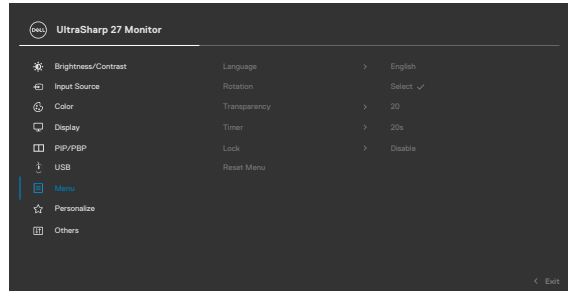 DELL UltraSharp 27 Monitor
Brightness/Contrast Language > English
Input Source Rotation Select ✓
Color Transparency > 20
Display Timer > 20s
PIP/PBP Lock > Disable
USB Reset Menu
Menu
Personalize
Others
< Exit